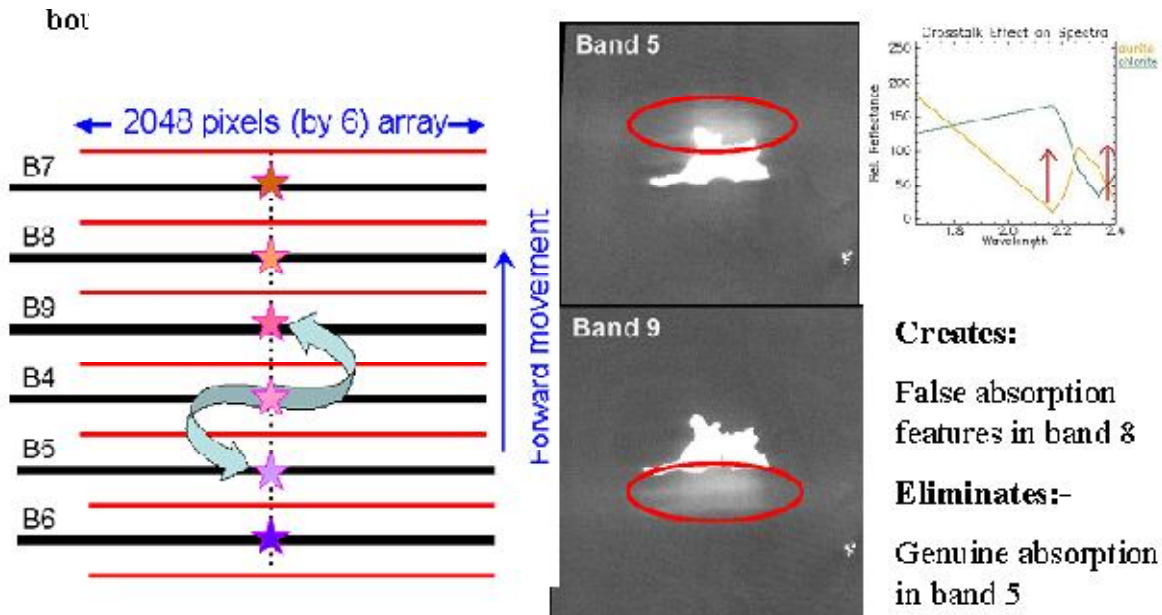 2048 pixels (by 6) array
B7
B8
B9
B4
B5
B6
Forward movement
Band 5
Band 9
Crosstalk Effect on Spectra
chlorite
Rel. Reflectance
250
200
150
100
50
0
1.8
2.0
2.2
2.4
Wavelength
Creates:
False absorption
features in band 8
Eliminates:-
Genuine absorption
in band 5